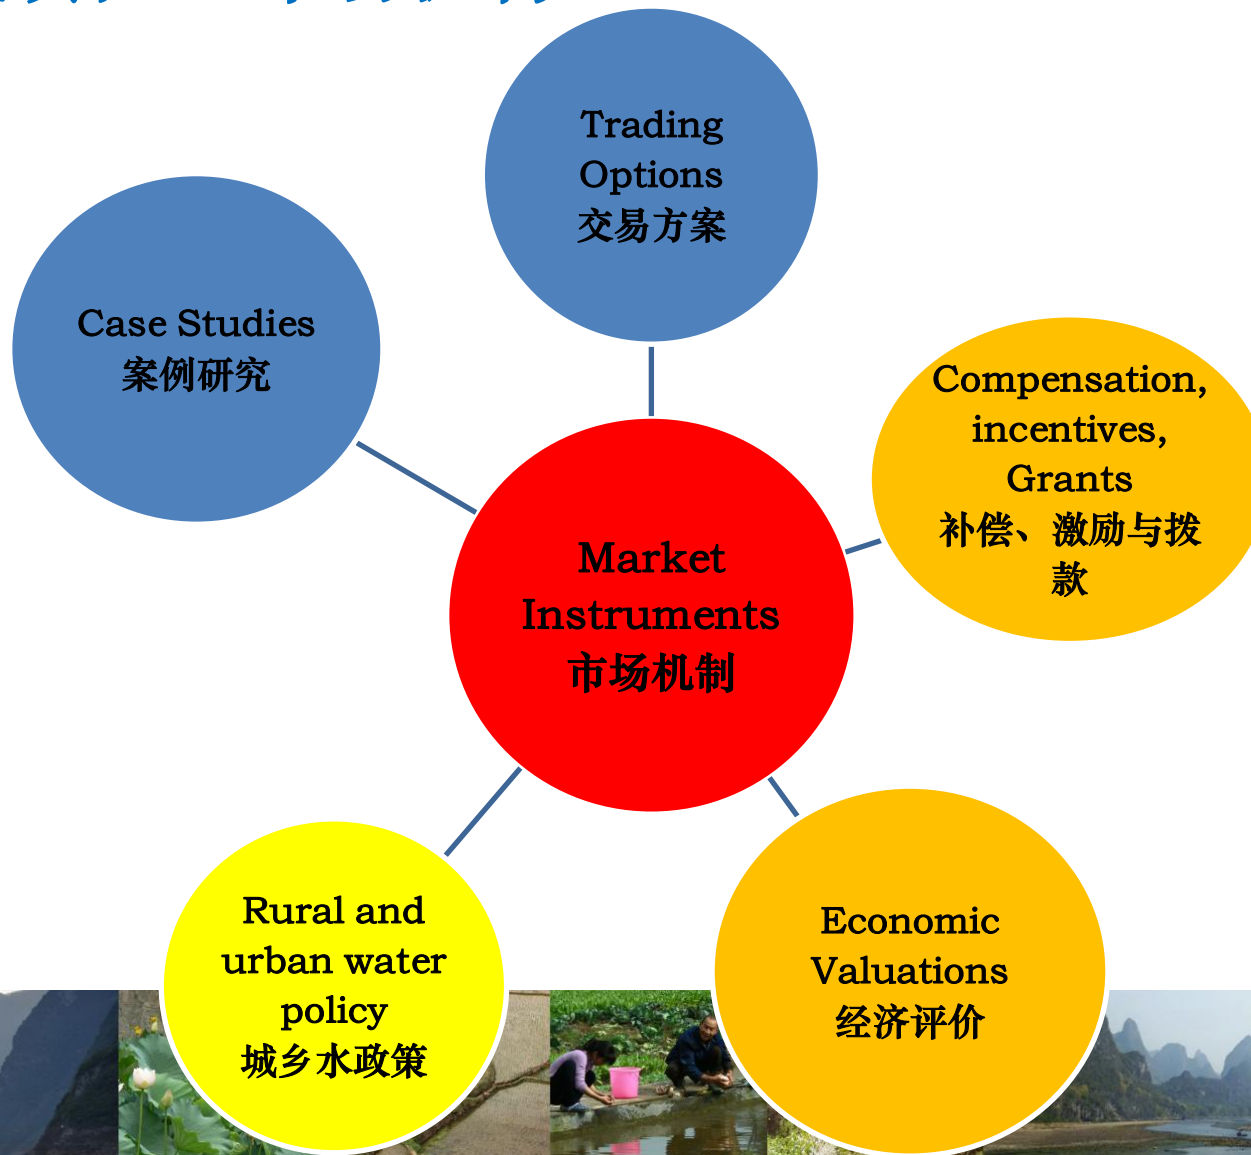 Trading
Options
交易方案
Case Studies
案例研究
Compensation,
incentives,
Grants
补偿、激励与拨
款
Market
Instruments
市场机制
Rural and
urban water
policy
城乡水政策
Economic
Valuations
经济评价